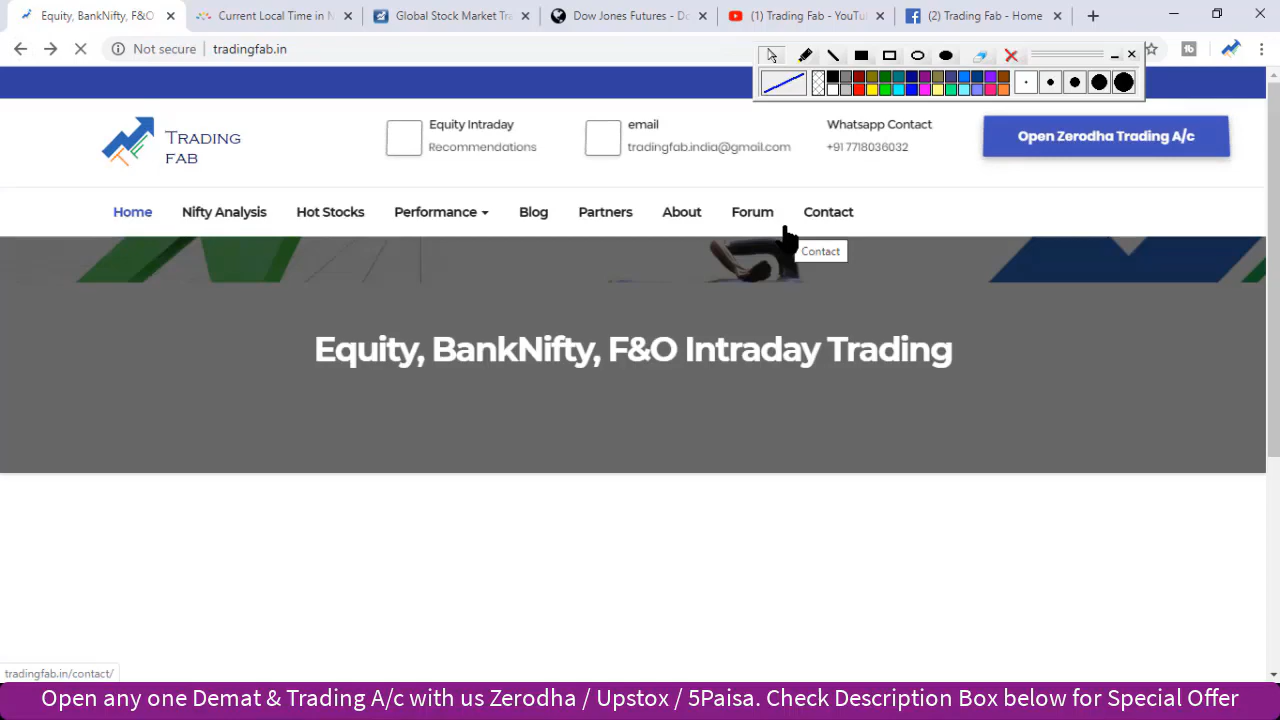 Equity, BankNifty, F&O
Current Local Time in N
Global Stock Market Tra
Dow Jones Futures - Do
(1) Trading Fab - YouTu
(2) Trading Fab - Home
Not secure
tradingfab.in
TRADING
FAB
Equity Intraday
Recommendations
email
tradingfab.india@gmail.com
Whatsapp Contact
+91 7718036032
Open Zerodha Trading A/c
Home
Nifty Analysis
Hot Stocks
Performance
Blog
Partners
About
Forum
Contact
Contact
Equity, BankNifty, F&O Intraday Trading
tradingfab.in/contact/
Open any one Demat & Trading A/c with us Zerodha / Upstox / 5Paisa. Check Description Box below for Special Offer